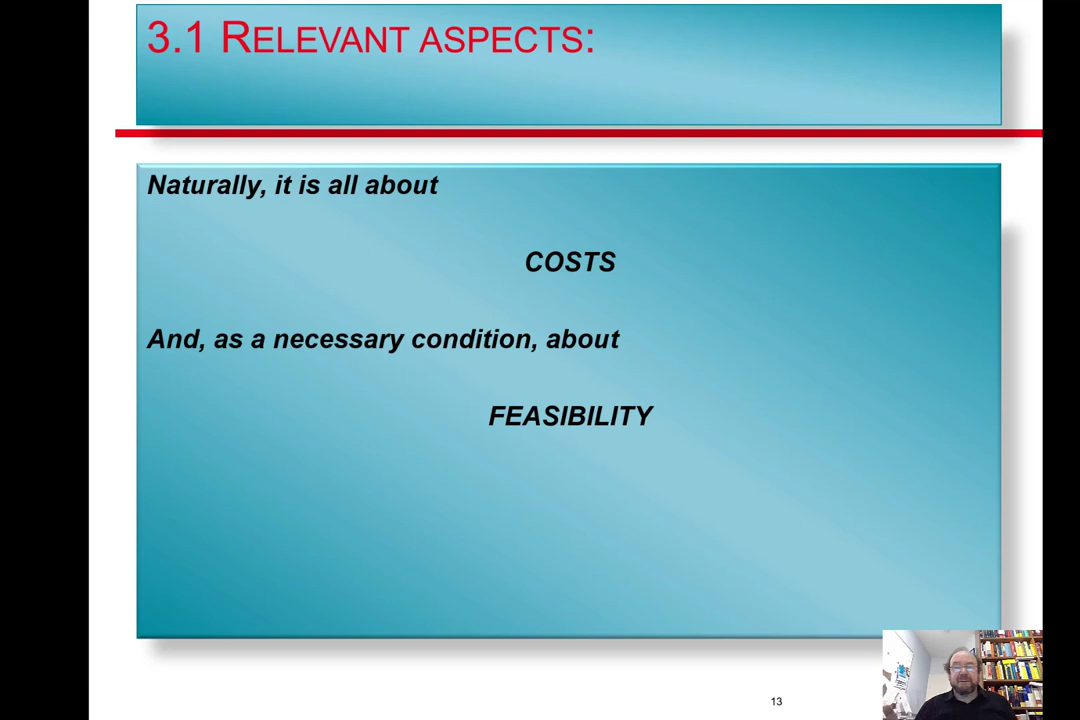 3.1 RELEVANT ASPECTS:
Naturally, it is all about
COSTS
And, as a necessary condition, about
FEASIBILITY
13